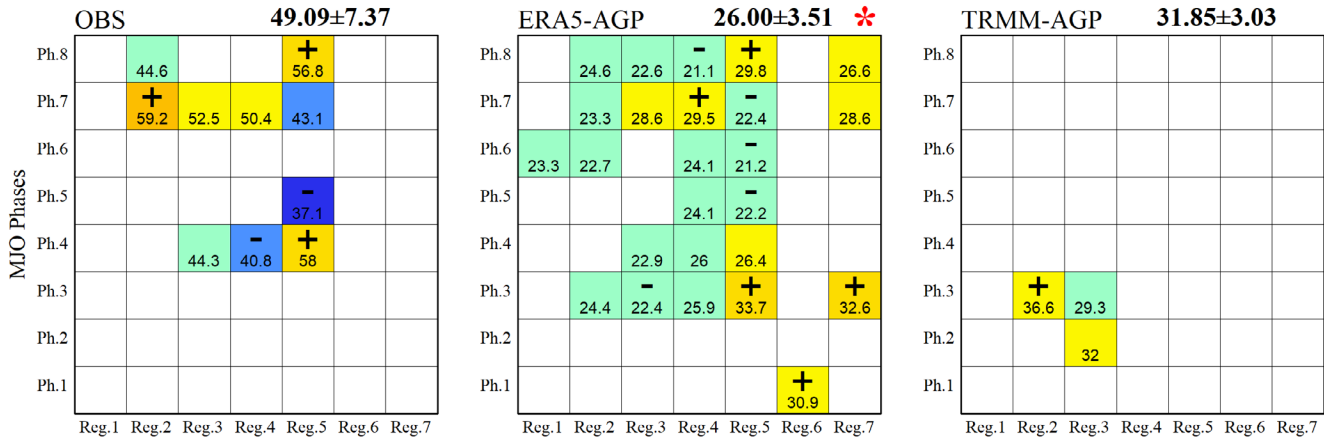 OBS 49.09±7.37 ERA5-AGP 26.00±3.51 * TRMM-AGP 31.85±3.03
MJO Phases
Ph.8 44.6 + 56.8
Ph.7 + 59.2 52.5 50.4 43.1
Ph.6
Ph.5 - 37.1
Ph.4 44.3 - 40.8 + 58
Ph.3
Ph.2
Ph.1
Reg.1 Reg.2 Reg.3 Reg.4 Reg.5 Reg.6 Reg.7
Ph.8 24.6 22.6 - 21.1 + 29.8 26.6
Ph.7 23.3 28.6 + 29.5 - 22.4 28.6
Ph.6 23.3 22.7 24.1 - 21.2
Ph.5 24.1 - 22.2
Ph.4 22.9 26 26.4
Ph.3 24.4 - 22.4 25.9 + 33.7 + 32.6
Ph.2
Ph.1 + 30.9
Reg.1 Reg.2 Reg.3 Reg.4 Reg.5 Reg.6 Reg.7
Ph.8
Ph.7
Ph.6
Ph.5
Ph.4
Ph.3 + 36.6 29.3
Ph.2 32
Ph.1
Reg.1 Reg.2 Reg.3 Reg.4 Reg.5 Reg.6 Reg.7